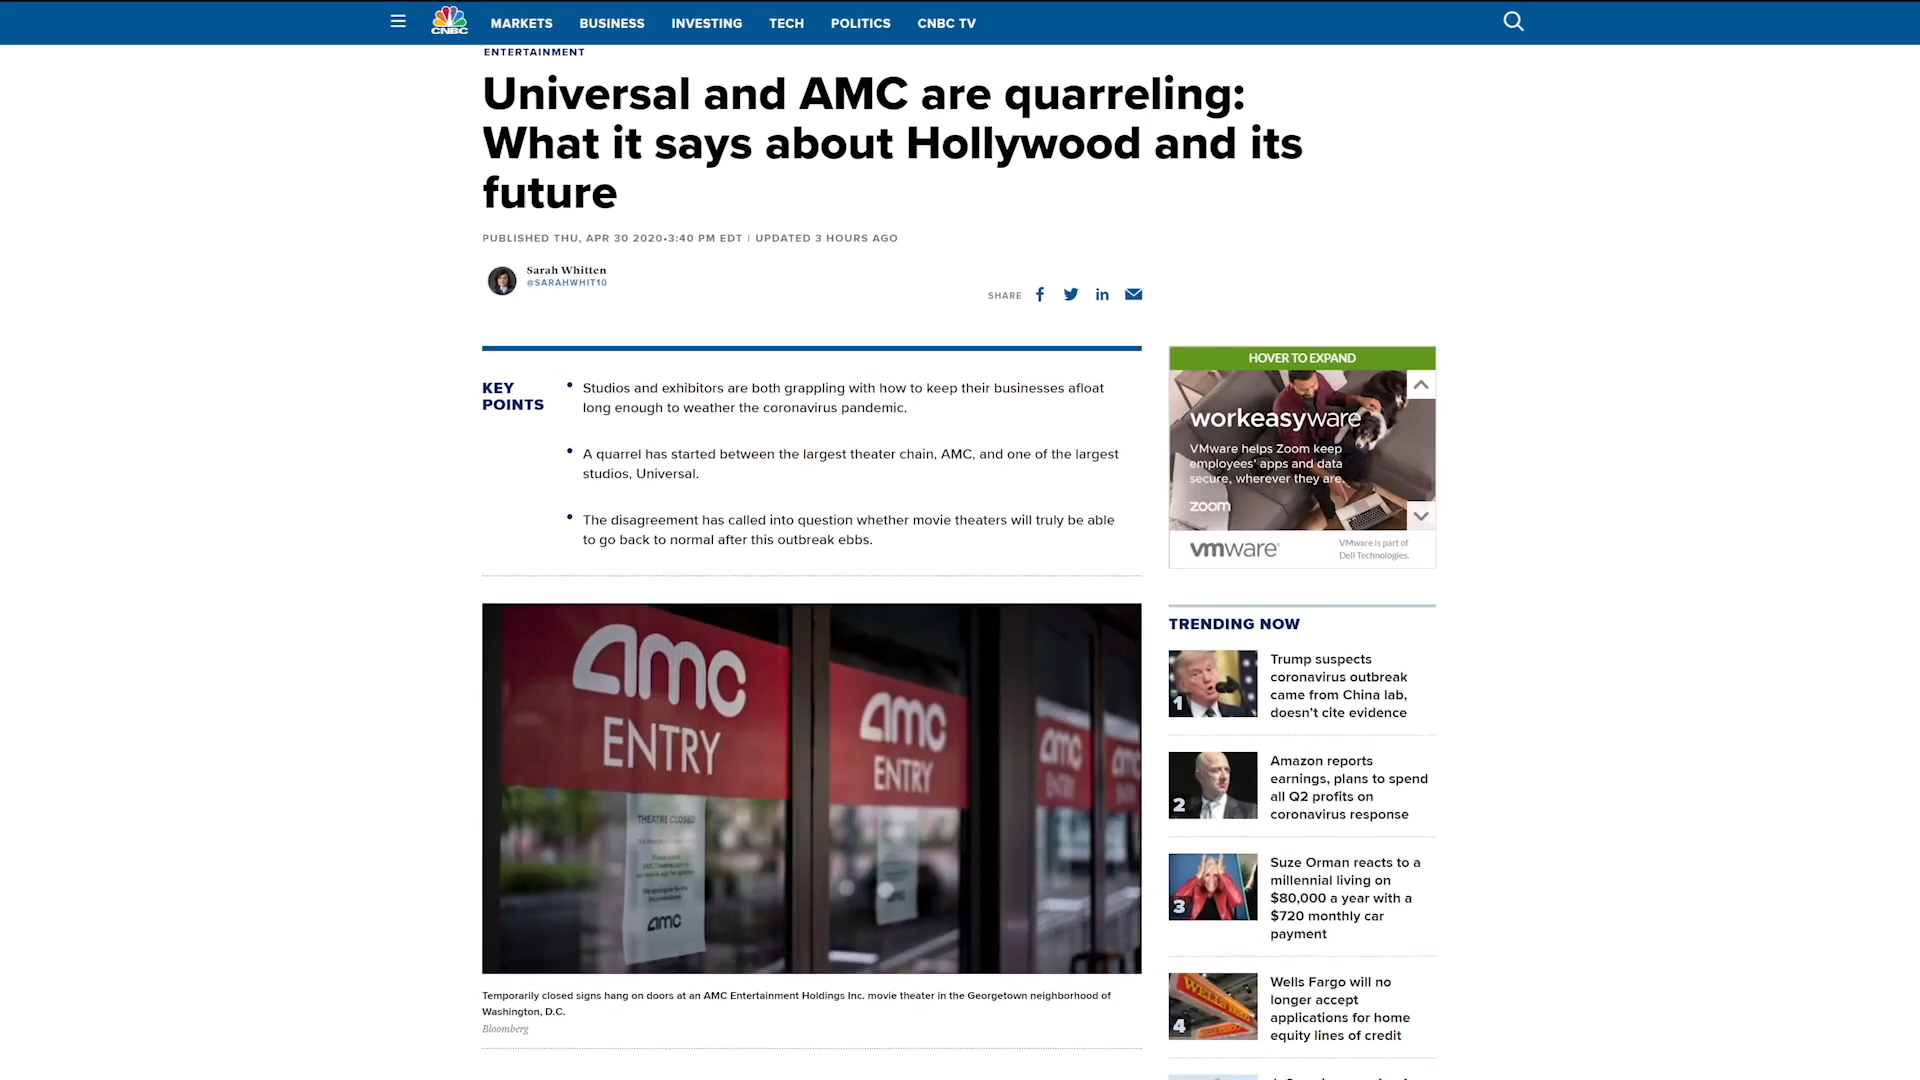 CNBC
MARKETS
BUSINESS
INVESTING
TECH
POLITICS
CNBC TV
ENTERTAINMENT
Universal and AMC are quarreling:
What it says about Hollywood and its
future
PUBLISHED THU, APR 30 2020•3:40 PM EDT | UPDATED 3 HOURS AGO
Sarah Whitten
@SARAHWHIT10
SHARE
KEY
POINTS
• Studios and exhibitors are both grappling with how to keep their businesses afloat
long enough to weather the coronavirus pandemic.
• A quarrel has started between the largest theater chain, AMC, and one of the largest
studios, Universal.
• The disagreement has called into question whether movie theaters will truly be able
to go back to normal after this outbreak ebbs.
amc
ENTRY
amc
ENTRY
amc
ENTRY
amc
THEATRE CLOSED
amc
Temporarily closed signs hang on doors at an AMC Entertainment Holdings Inc. movie theater in the Georgetown neighborhood of
Washington, D.C.
Bloomberg
HOVER TO EXPAND
workeasyware
VMware helps Zoom keep
employees' apps and data
secure, wherever they are.
zoom
vmware
VMware is part of
Dell Technologies.
TRENDING NOW
1
Trump suspects
coronavirus outbreak
came from China lab,
doesn't cite evidence
2
Amazon reports
earnings, plans to spend
all Q2 profits on
coronavirus response
3
Suze Orman reacts to a
millennial living on
$80,000 a year with a
$720 monthly car
payment
WELLS FARGO
4
Wells Fargo will no
longer accept
applications for home
equity lines of credit